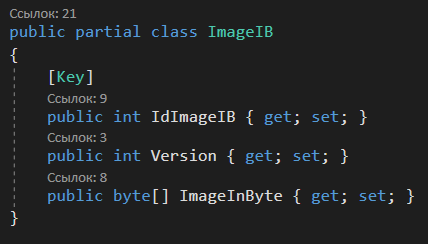 Ссылок: 21
public partial class ImageIB
{
[Key]
Ссылок: 9
public int IdImageIB { get; set; }
Ссылок: 3
public int Version { get; set; }
Ссылок: 8
public byte[] ImageInByte { get; set; }
}